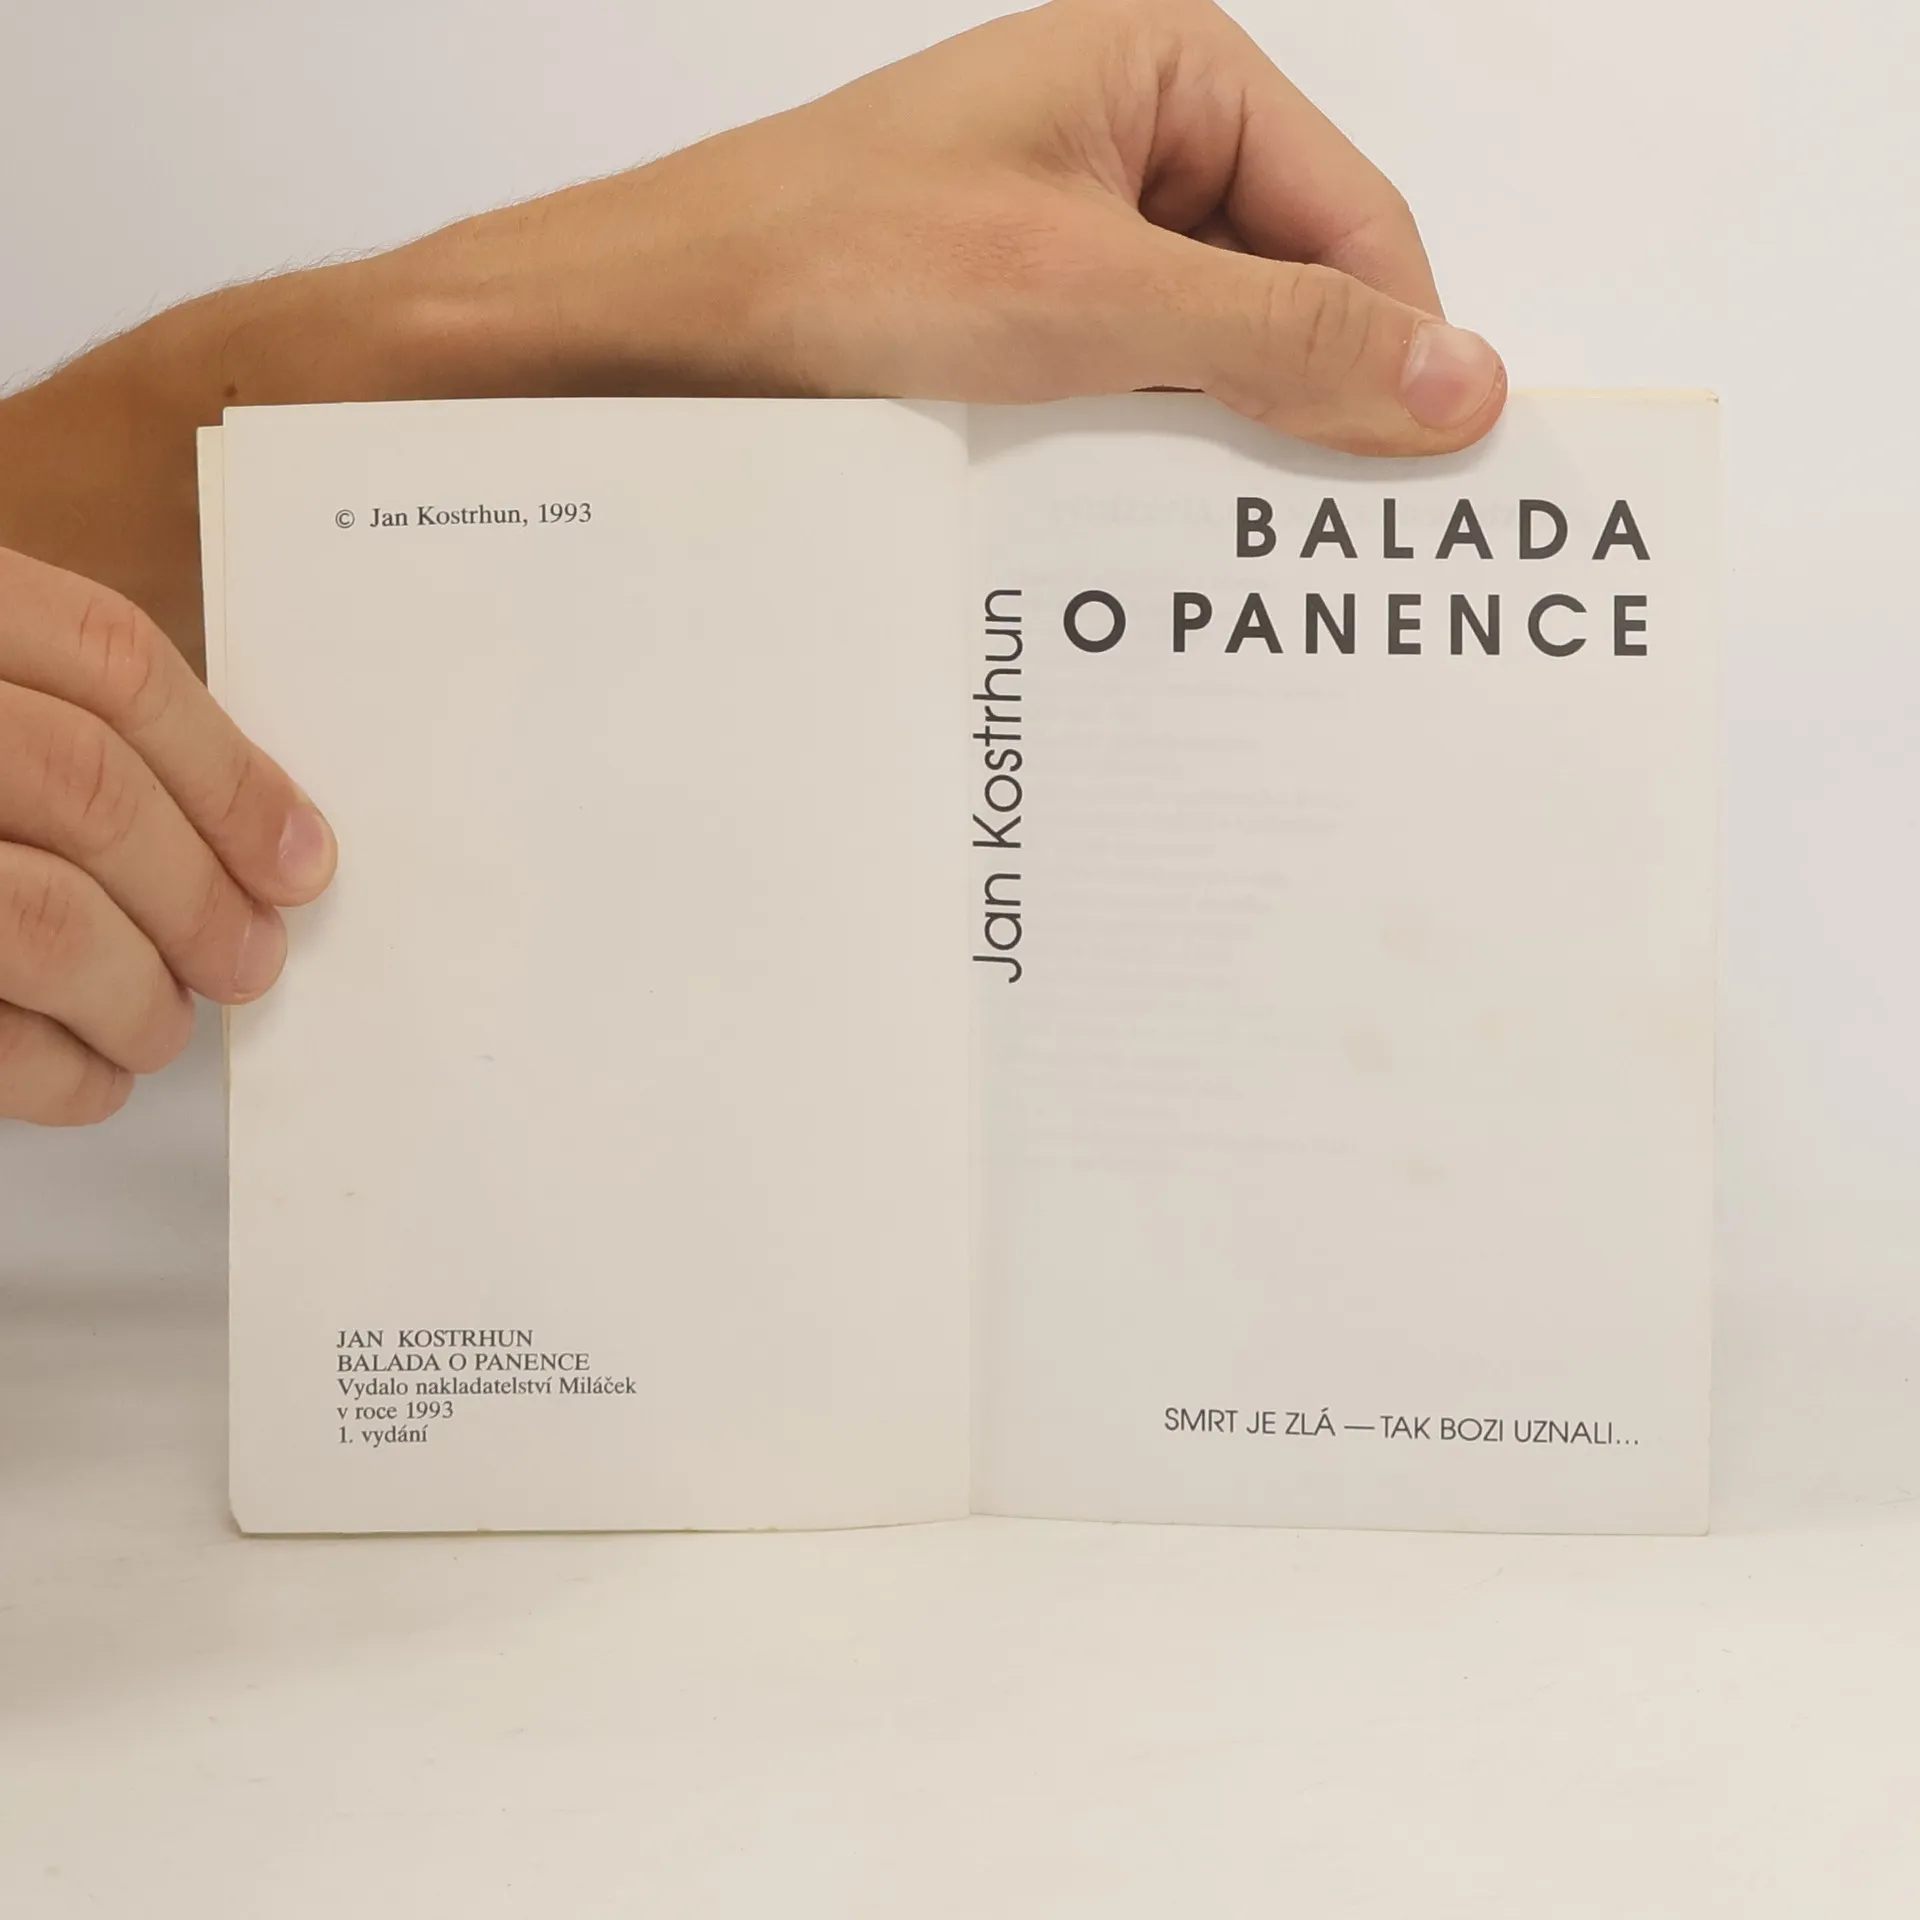 © Jan Kostrhun, 1993
JAN KOSTRHUN
BALADA O PANENCE
Vydalo nakladatelství Miláček
v roce 1993
1. vydání
BALADA
O PANENCE
Jan Kostrhun
SMRT JE ZLÁ — TAK BOZI UZNALI...